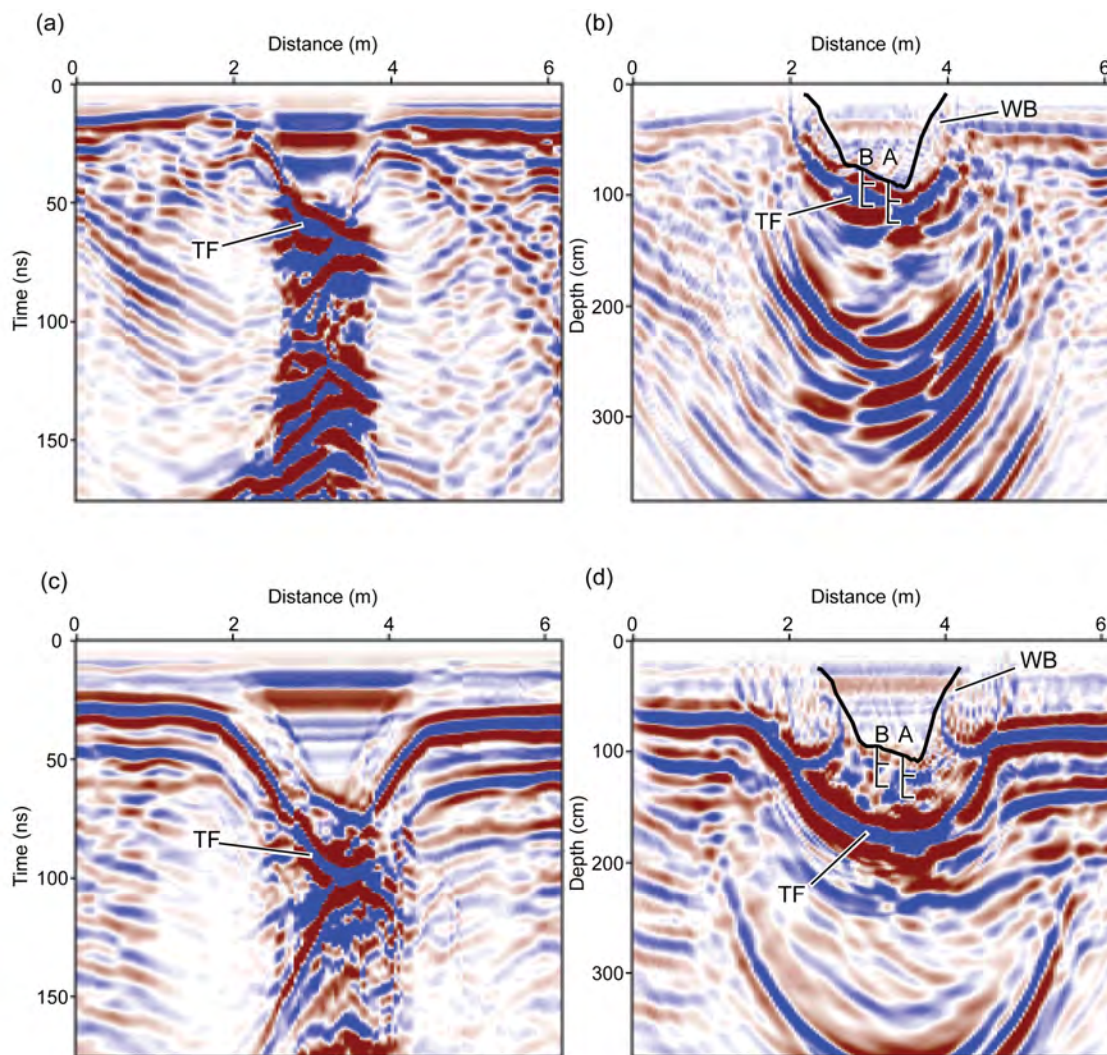 (a)
Distance (m)
0 2 4 6
0
50
100
150
Time (ns)
TF
(b)
Distance (m)
0 2 4 6
0
100
200
300
Depth (cm)
WB
B A
TF
(c)
Distance (m)
0 2 4 6
0
50
100
150
Time (ns)
TF
(d)
Distance (m)
0 2 4 6
0
100
200
300
Depth (cm)
WB
B A
TF